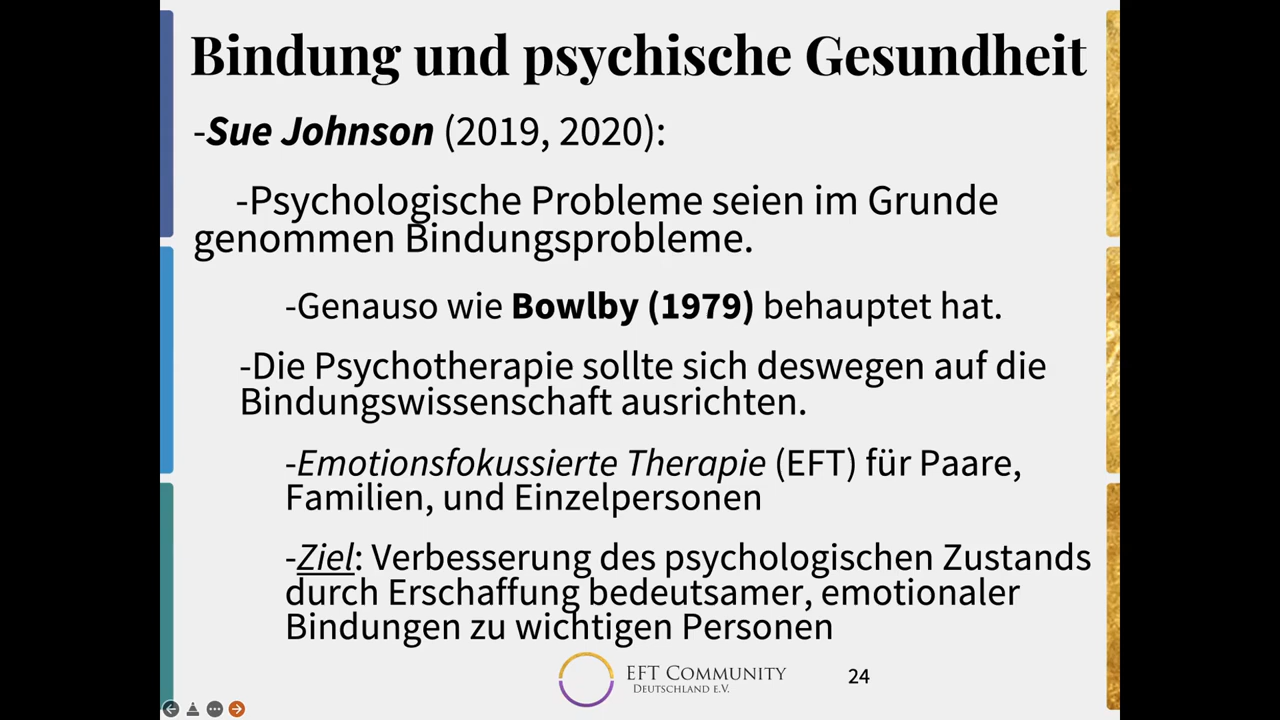 Bindung und psychische Gesundheit
-Sue Johnson (2019, 2020):
-Psychologische Probleme seien im Grunde
genommen Bindungsprobleme.
-Genauso wie Bowlby (1979) behauptet hat.
-Die Psychotherapie sollte sich deswegen auf die
Bindungswissenschaft ausrichten.
-Emotionsfokussierte Therapie (EFT) für Paare,
Familien, und Einzelpersonen
-Ziel: Verbesserung des psychologischen Zustands
durch Erschaffung bedeutsamer, emotionaler
Bindungen zu wichtigen Personen
EFT Community
Deutschland e.V.
24